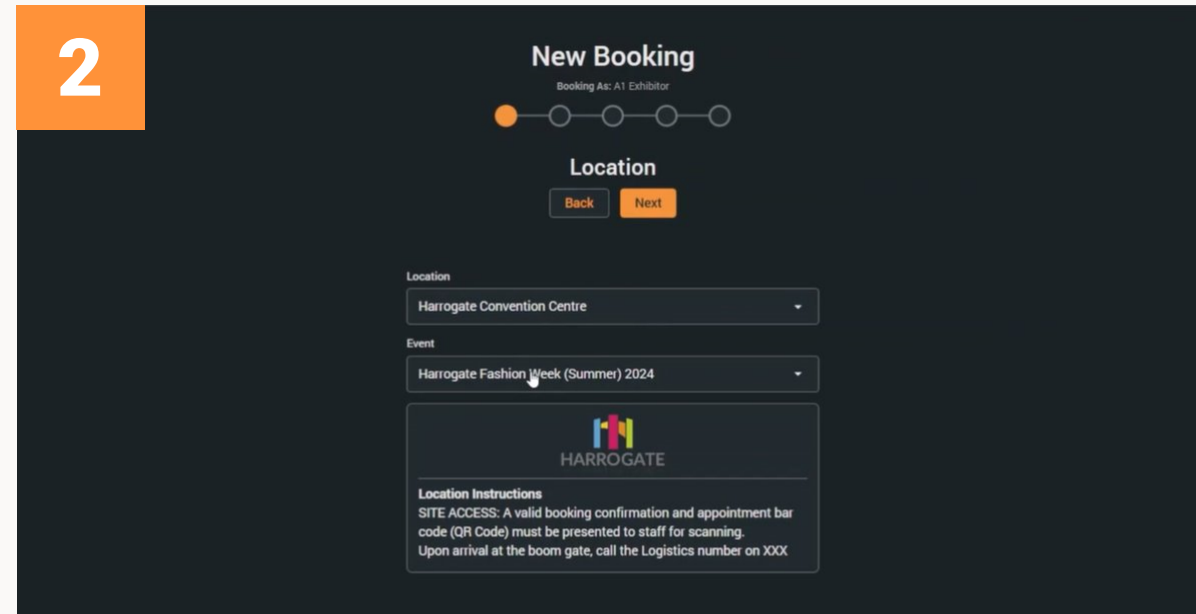 2
New Booking
Booking As: A1 Exhibitor
Location
Back Next
Location
Harrogate Convention Centre
Event
Harrogate Fashion Week (Summer) 2024
HARROGATE
Location Instructions
SITE ACCESS: A valid booking confirmation and appointment bar
code (QR Code) must be presented to staff for scanning.
Upon arrival at the boom gate, call the Logistics number on XXX